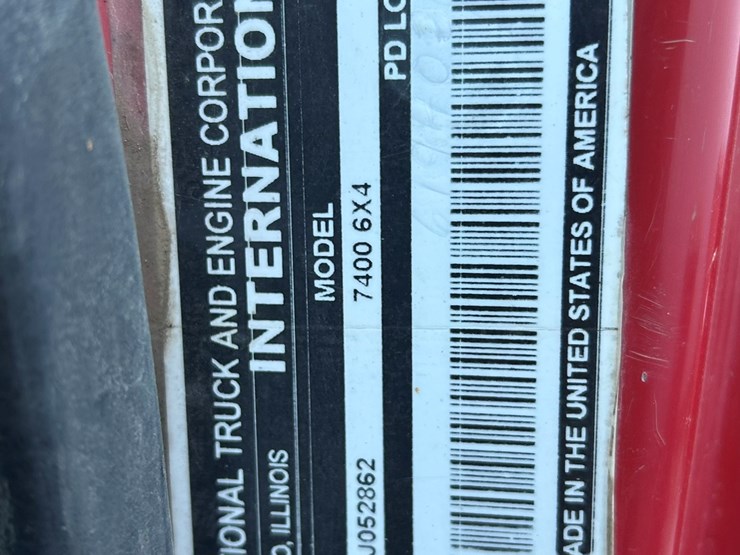 IONAL TRUCK AND ENGINE CORPOR
INTERNATION
O, ILLINOIS
MODEL
7400 6X4
J052862
PD LO
ADE IN THE UNITED STATES OF AMERICA